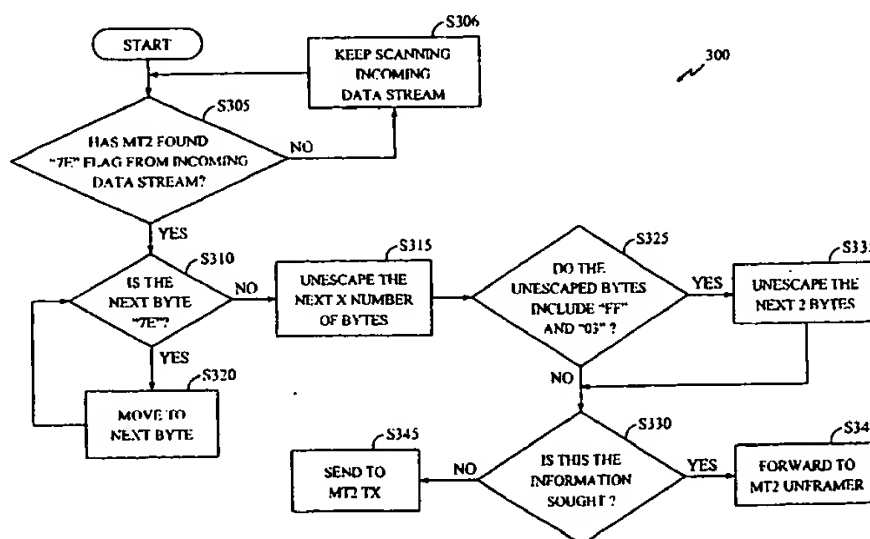 START
S306
KEEP SCANNING
INCOMING
DATA STREAM
300
S305
HAS MT2 FOUND
"7E" FLAG FROM INCOMING
DATA STREAM?
NO
YES
S310
IS THE
NEXT BYTE
"7E"?
NO
YES
S315
UNESCAPE THE
NEXT X NUMBER
OF BYTES
S325
DO THE
UNESCAPED BYTES
INCLUDE "FF"
AND "03" ?
YES
NO
S335
UNESCAPE THE
NEXT 2 BYTES
S320
MOVE TO
NEXT BYTE
S345
SEND TO
MT2 TX
NO
S330
IS THIS THE
INFORMATION
SOUGHT ?
YES
S34
FORWARD TO
MT2 UNFRAMER